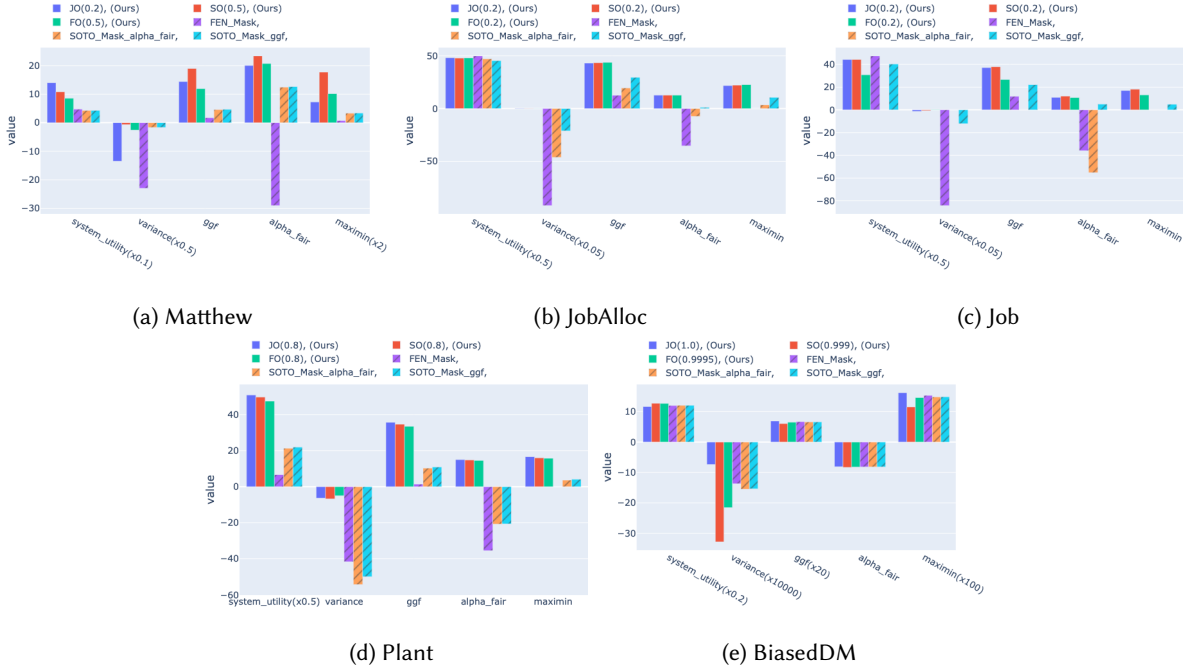 JO(0.2), (Ours) SO(0.5), (Ours)
FO(0.5), (Ours) FEN_Mask,
SOTO_Mask_alpha_fair, SOTO_Mask_ggf,
20
10
0
−10
−20
−30
value
system_utility(x0.1)
variance(x0.5)
ggf
alpha_fair
maximin(x2)
(a) Matthew
JO(0.2), (Ours) SO(0.2), (Ours)
FO(0.2), (Ours) FEN_Mask,
SOTO_Mask_alpha_fair, SOTO_Mask_ggf,
50
0
−50
value
system_utility(x0.5)
variance(x0.05)
ggf
alpha_fair
maximin
(b) JobAlloc
JO(0.2), (Ours) SO(0.2), (Ours)
FO(0.2), (Ours) FEN_Mask,
SOTO_Mask_alpha_fair, SOTO_Mask_ggf,
40
20
0
−20
−40
−60
−80
value
system_utility(x0.5)
variance(x0.05)
ggf
alpha_fair
maximin
(c) Job
JO(0.8), (Ours) SO(0.8), (Ours)
FO(0.8), (Ours) FEN_Mask,
SOTO_Mask_alpha_fair, SOTO_Mask_ggf,
40
20
0
−20
−40
−60
value
system_utility(x0.5) variance ggf alpha_fair maximin
(d) Plant
JO(1.0), (Ours) SO(0.999), (Ours)
FO(0.9995), (Ours) FEN_Mask,
SOTO_Mask_alpha_fair, SOTO_Mask_ggf,
10
0
−10
−20
−30
value
system_utility(x0.2)
variance(x10000)
ggf(x20)
alpha_fair
maximin(x100)
(e) BiasedDM